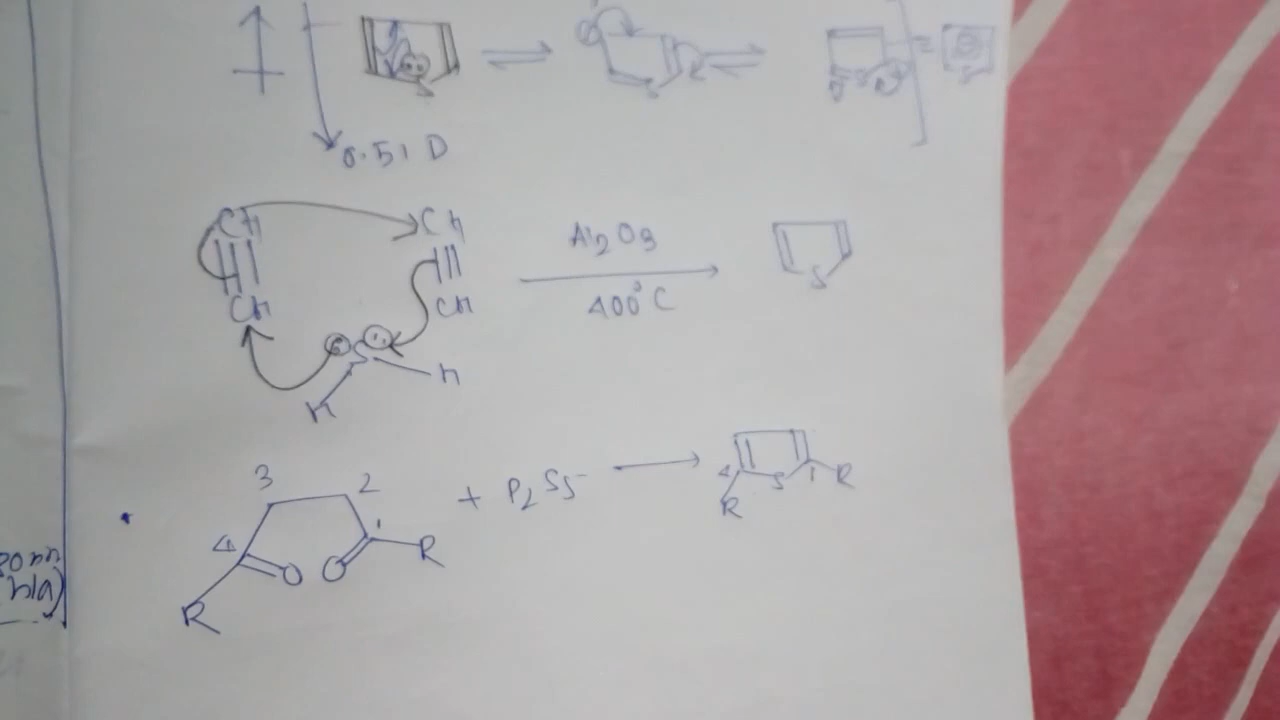 S S S
0.51 D
CH CH
Al2O3
CH CH 400°C S
S
H H
3 2
4 1 R + P2S5 4 S 1 R
O O R
R